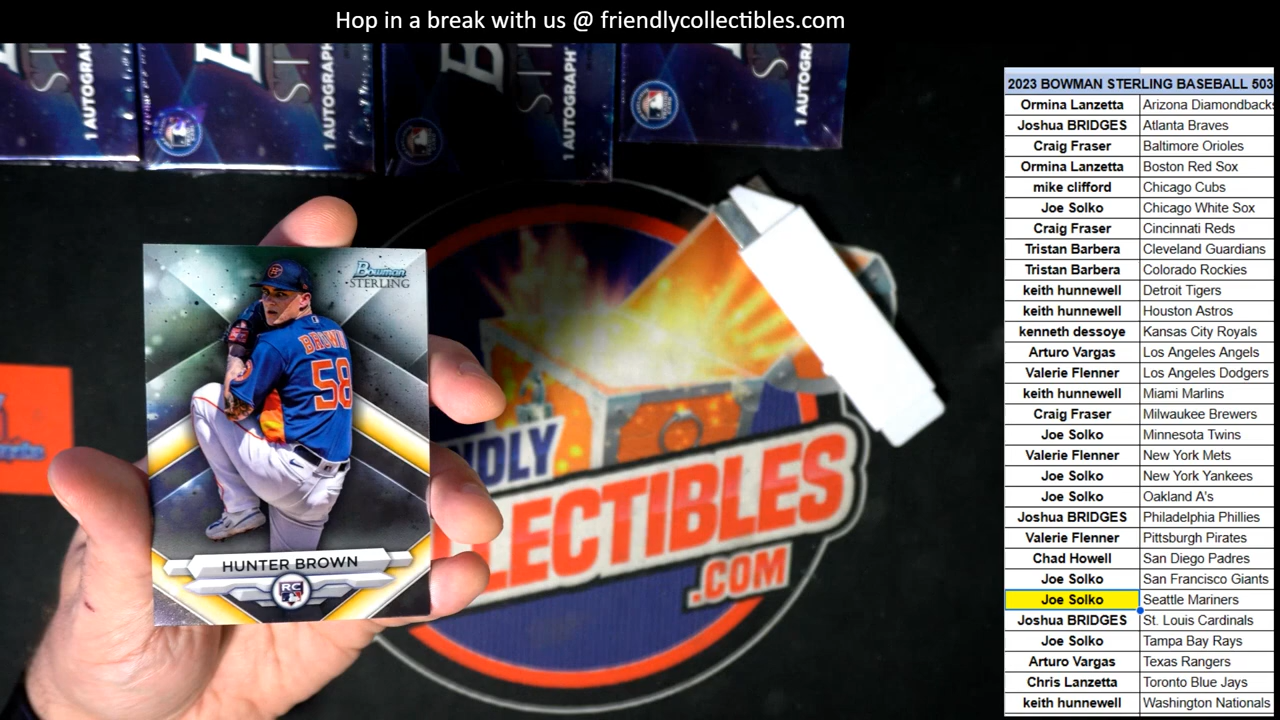 Hop in a break with us @ friendlycollectibles.com
1 AUTOGRAPH
1 AUTOGRAPH
1 AUTOGRAPH
Bowman
STERLING
BROWN
58
HUNTER BROWN
RC
.COM
2023 BOWMAN STERLING BASEBALL 503
Ormina Lanzetta Arizona Diamondbacks
Joshua BRIDGES Atlanta Braves
Craig Fraser Baltimore Orioles
Ormina Lanzetta Boston Red Sox
mike clifford Chicago Cubs
Joe Solko Chicago White Sox
Craig Fraser Cincinnati Reds
Tristan Barbera Cleveland Guardians
Tristan Barbera Colorado Rockies
keith hunnewell Detroit Tigers
keith hunnewell Houston Astros
kenneth dessoye Kansas City Royals
Arturo Vargas Los Angeles Angels
Valerie Flenner Los Angeles Dodgers
keith hunnewell Miami Marlins
Craig Fraser Milwaukee Brewers
Joe Solko Minnesota Twins
Valerie Flenner New York Mets
Joe Solko New York Yankees
Joe Solko Oakland A's
Joshua BRIDGES Philadelphia Phillies
Valerie Flenner Pittsburgh Pirates
Chad Howell San Diego Padres
Joe Solko San Francisco Giants
Joe Solko Seattle Mariners
Joshua BRIDGES St. Louis Cardinals
Joe Solko Tampa Bay Rays
Arturo Vargas Texas Rangers
Chris Lanzetta Toronto Blue Jays
keith hunnewell Washington Nationals